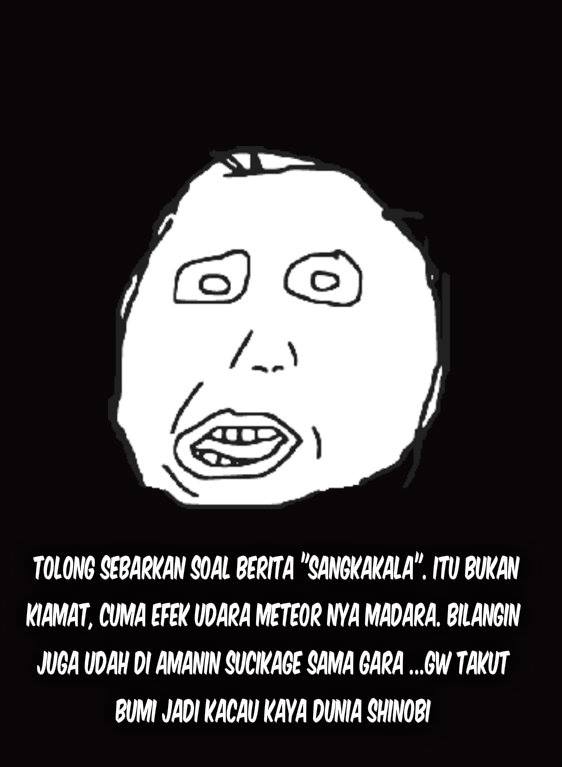 TOLONG SEBARKAN SOAL BERITA "SANGKAKALA". ITU BUKAN
KIAMAT, CUMA EFEK UDARA METEOR NYA MADARA. BILANGIN
JUGA UDAH DI AMANIN SUCIKAGE SAMA GARA ...GW TAKUT
BUMI JADI KACAU KAYA DUNIA SHINOBI